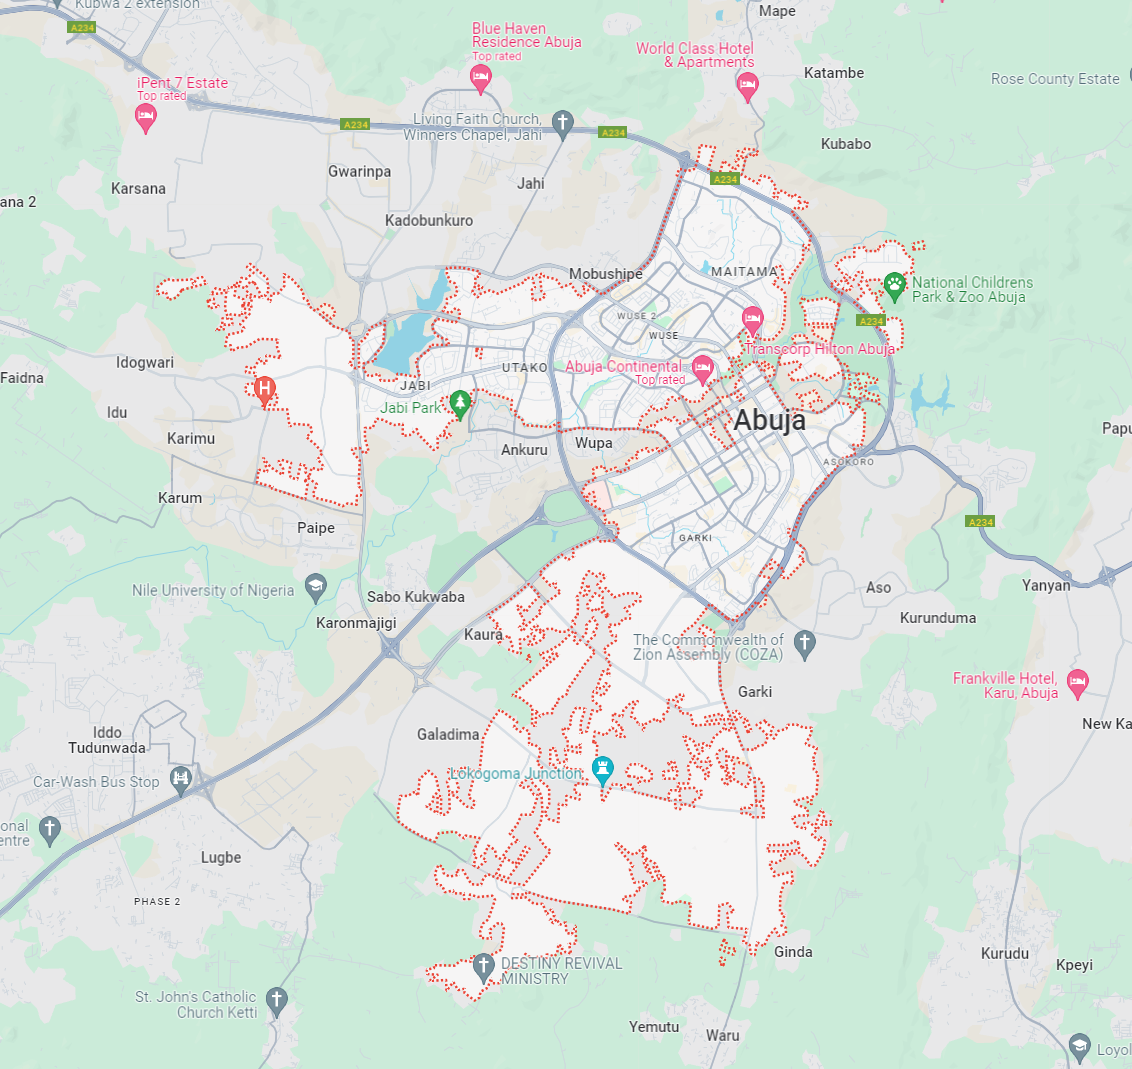 Kubwa 2 extension
Mape
A234
Blue Haven
Residence Abuja
Top rated
World Class Hotel
& Apartments
Katambe
Rose County Estate
iPent 7 Estate
Top rated
A234
Living Faith Church,
Winners Chapel, Jahi
A234
Kubabo
Gwarinpa
Jahi
A234
Karsana
ana 2
Kadobunkuro
Mobushipe
MAITAMA
National Childrens
Park & Zoo Abuja
WUSE 2
WUSE
A234
Transcorp Hilton Abuja
Idogwari
Faidna
UTAKO
Abuja Continental
Top rated
JABI
Jabi Park
Idu
Abuja
Karimu
Ankuru
Wupa
Papu
ASOKORO
Karum
Paipe
A234
GARKI
Nile University of Nigeria
Sabo Kukwaba
Aso
Yanyan
Karonmajigi
Kaura
Kurunduma
The Commonwealth of
Zion Assembly (COZA)
Frankville Hotel,
Karu, Abuja
Garki
New Ka
Iddo
Tudunwada
Galadima
Car-Wash Bus Stop
Lokogoma Junction
onal
entre
Lugbe
PHASE 2
Ginda
Kurudu
Kpeyi
DESTINY REVIVAL
MINISTRY
St. John's Catholic
Church Ketti
Yemutu
Waru
Loyol